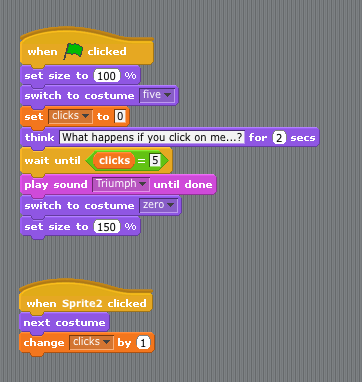 when clicked
set size to 100 %
switch to costume five
set clicks to 0
think What happens if you click on me...? for 2 secs
wait until clicks = 5
play sound Triumph until done
switch to costume zero
set size to 150 %
when Sprite2 clicked
next costume
change clicks by 1